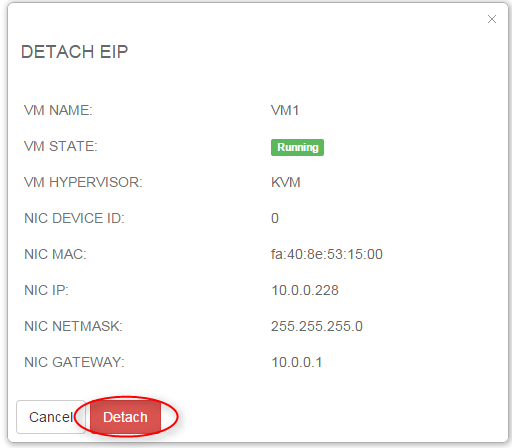 ×
DETACH EIP
VM NAME: VM1
VM STATE: Running
VM HYPERVISOR: KVM
NIC DEVICE ID: 0
NIC MAC: fa:40:8e:53:15:00
NIC IP: 10.0.0.228
NIC NETMASK: 255.255.255.0
NIC GATEWAY: 10.0.0.1
Cancel Detach